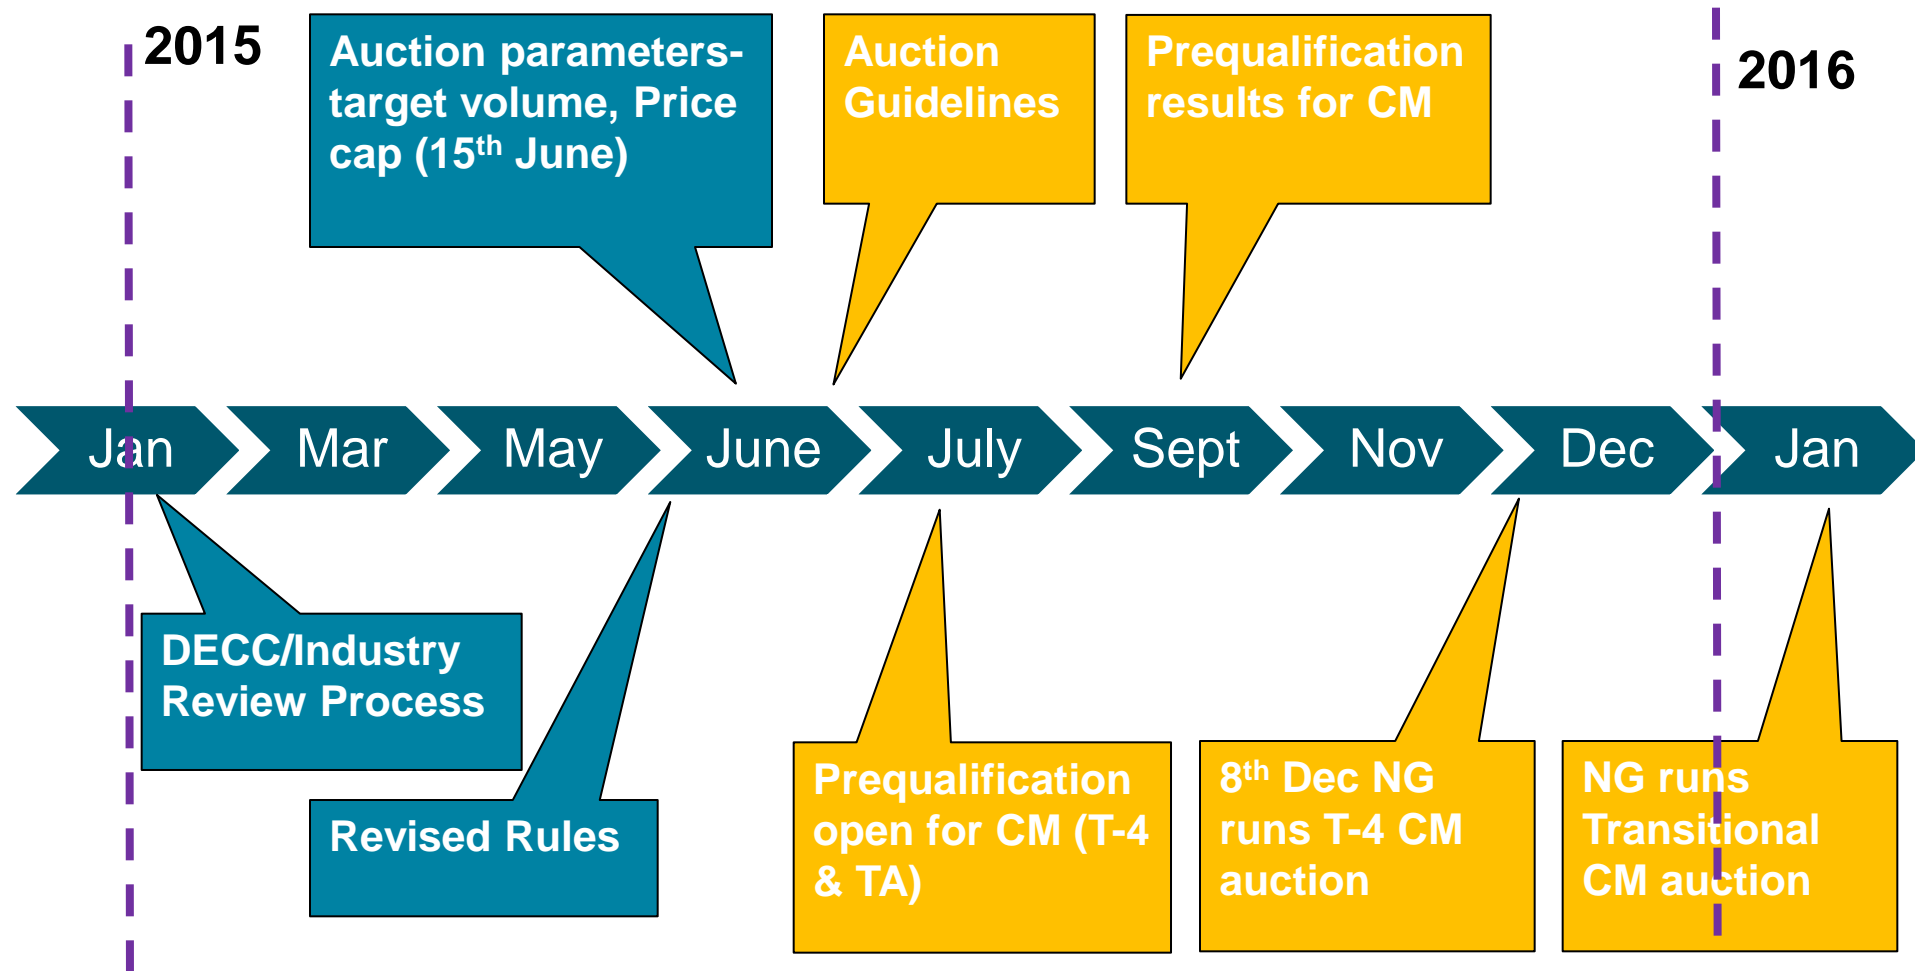 2015
Auction parameters-
target volume, Price
cap (15th June)
Auction
Guidelines
Prequalification
results for CM
2016
Jan
Mar
May
June
July
Sept
Nov
Dec
Jan
DECC/Industry
Review Process
Revised Rules
Prequalification
open for CM (T-4
& TA)
8th Dec NG
runs T-4 CM
auction
NG runs
Transitional
CM auction